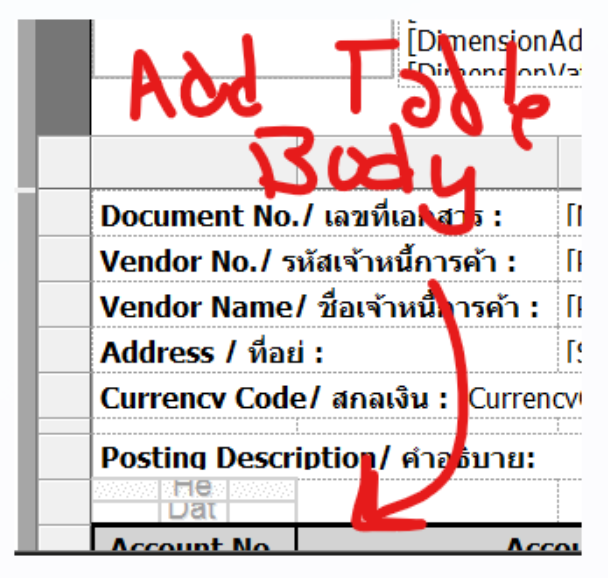 [DimensionAd
[DimensionVa
Add Table
Body
Document No./ เลขที่เอกสาร :
Vendor No./ รหัสเจ้าหนี้การค้า :
Vendor Name/ ชื่อเจ้าหนี้การค้า :
Address / ที่อยู่ :
Currency Code/ สกุลเงิน : Currency
Posting Description/ คำอธิบาย:
He
Dat
Account No Accou